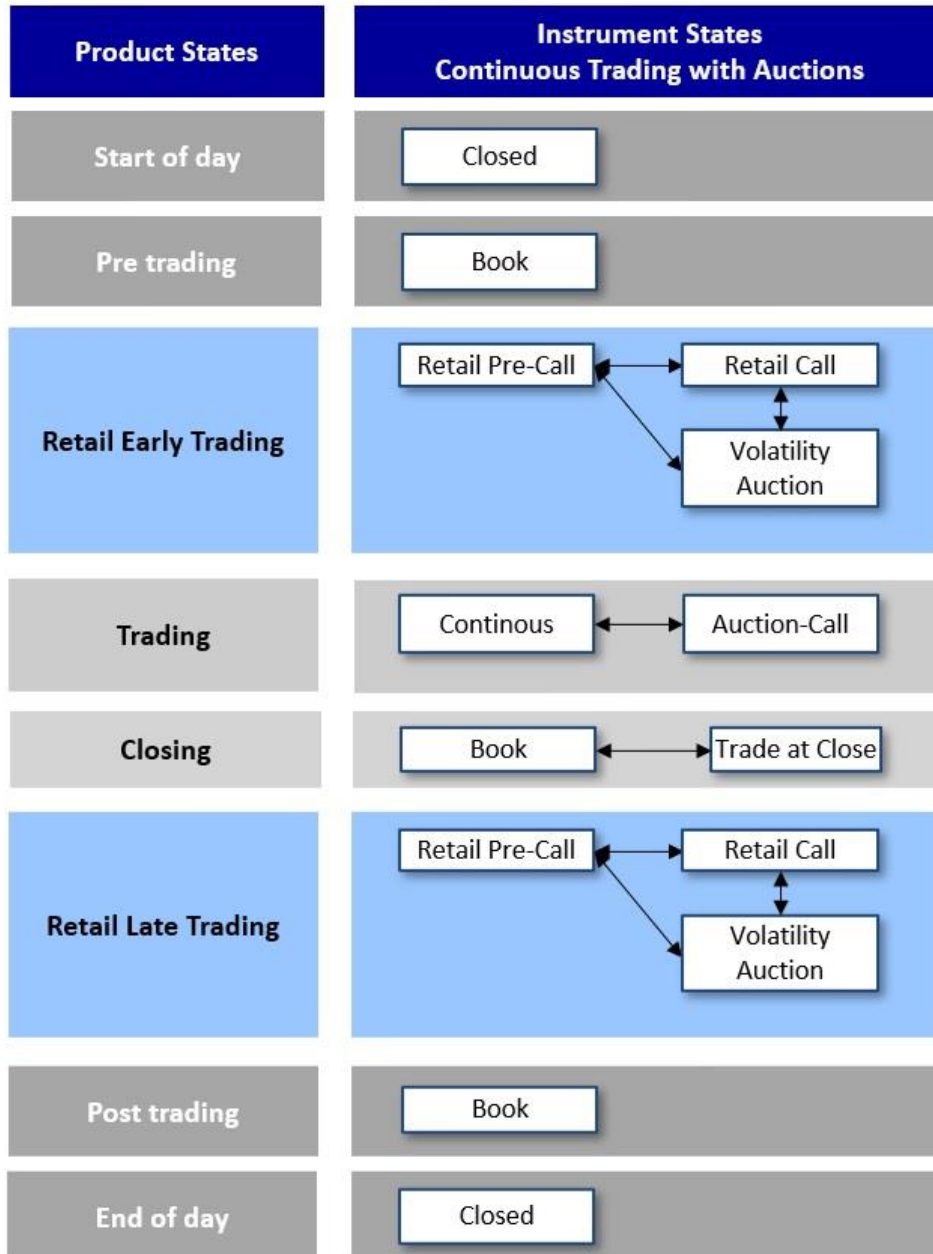 Product States
Instrument States
Continuous Trading with Auctions
Start of day
Closed
Pre trading
Book
Retail Early Trading
Retail Pre-Call
Retail Call
Volatility
Auction
Trading
Continous
Auction-Call
Closing
Book
Trade at Close
Retail Late Trading
Retail Pre-Call
Retail Call
Volatility
Auction
Post trading
Book
End of day
Closed